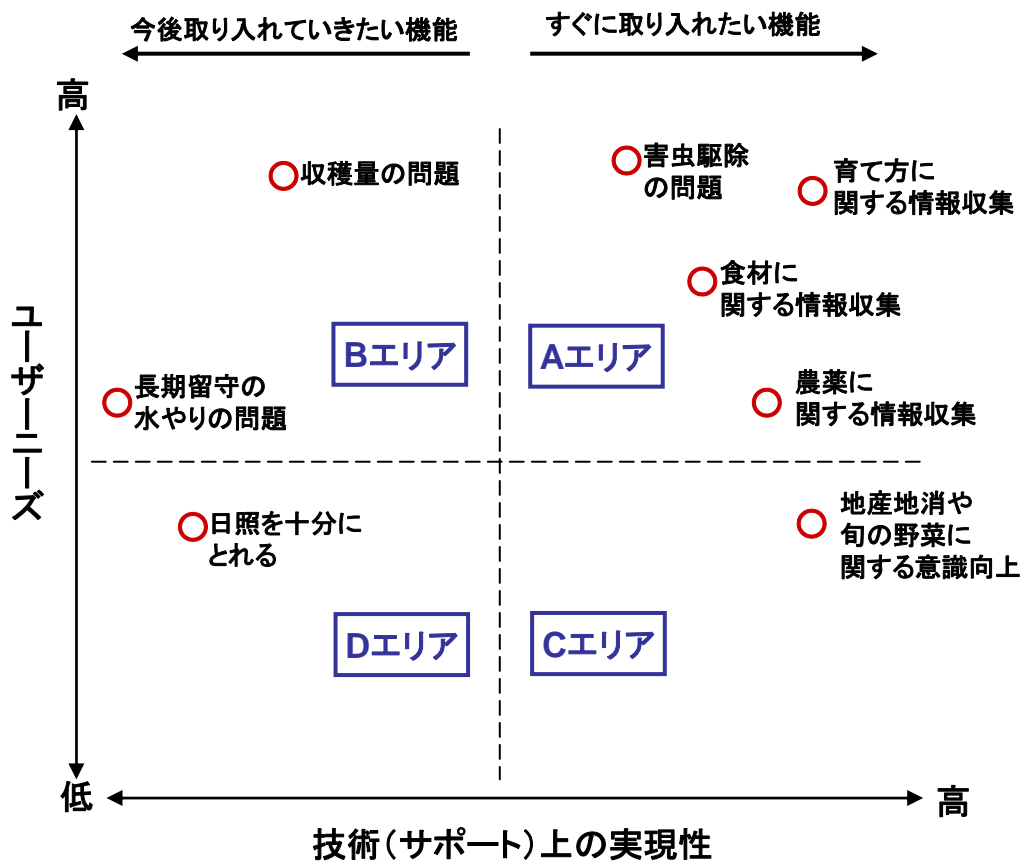 今後取り入れていきたい機能
すぐに取り入れたい機能
高
収穫量の問題
害虫駆除
の問題
育て方に
関する情報収集
食材に
関する情報収集
ユーザーニーズ
Bエリア
Aエリア
長期留守の
水やりの問題
農薬に
関する情報収集
日照を十分に
とれる
地産地消や
旬の野菜に
関する意識向上
Dエリア
Cエリア
低
高
技術（サポート）上の実現性